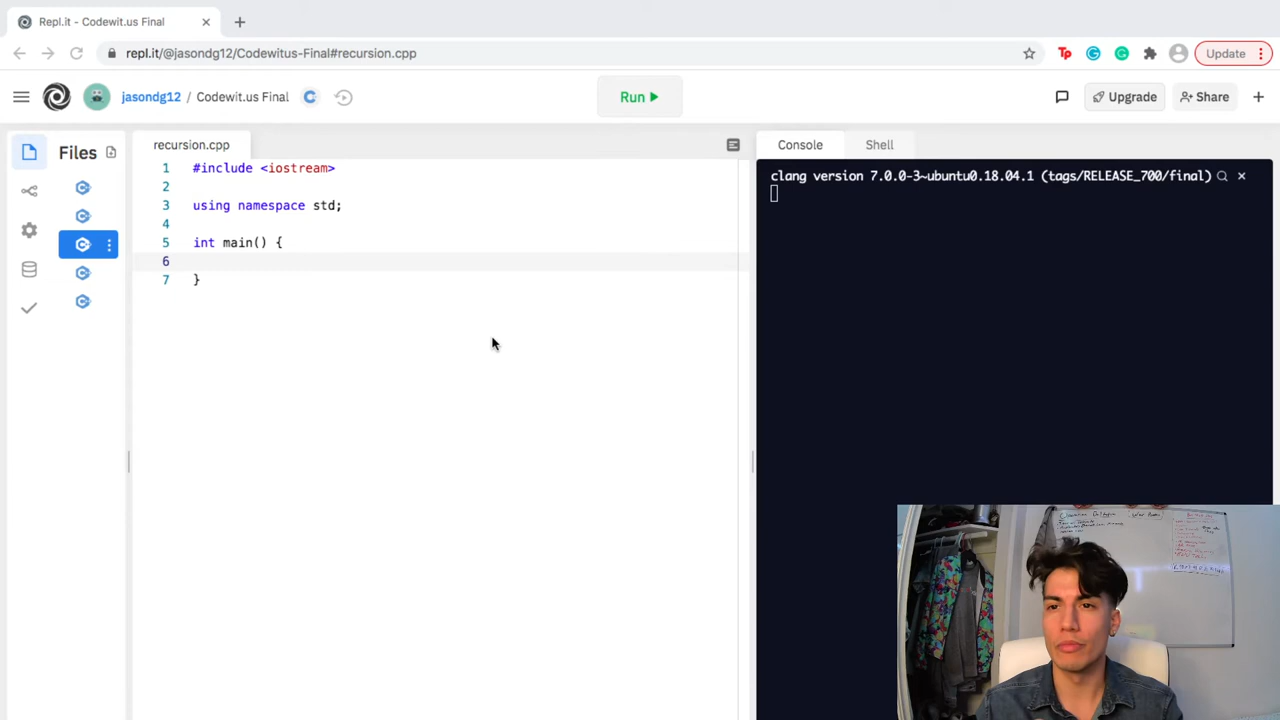 Repl.it - Codewit.us Final
repl.it/@jasondg12/Codewitus-Final#recursion.cpp
Update
jasondg12 / Codewit.us Final
Run
Upgrade
Share
Files
recursion.cpp
Console
Shell
1 #include <iostream>
2
3 using namespace std;
4
5 int main() {
6
7 }
clang version 7.0.0-3~ubuntu0.18.04.1 (tags/RELEASE_700/final)